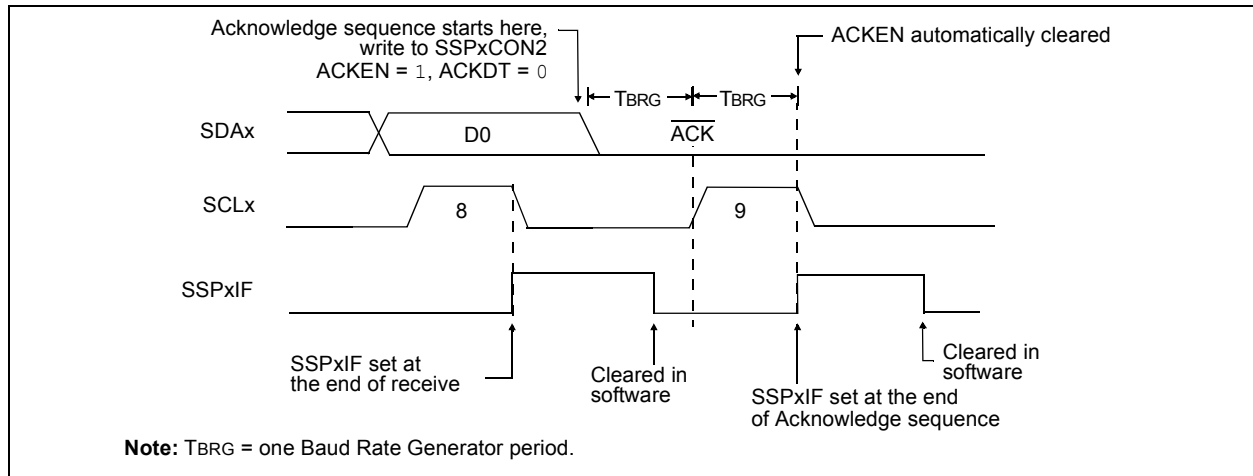 Acknowledge sequence starts here,
write to SSPxCON2
ACKEN = 1, ACKDT = 0
ACKEN automatically cleared
TBRG
TBRG
SDAx
D0
ACK
SCLx
8
9
SSPxIF
SSPxIF set at
the end of receive
Cleared in
software
SSPxIF set at the end
of Acknowledge sequence
Cleared in
software
Note: TBRG = one Baud Rate Generator period.